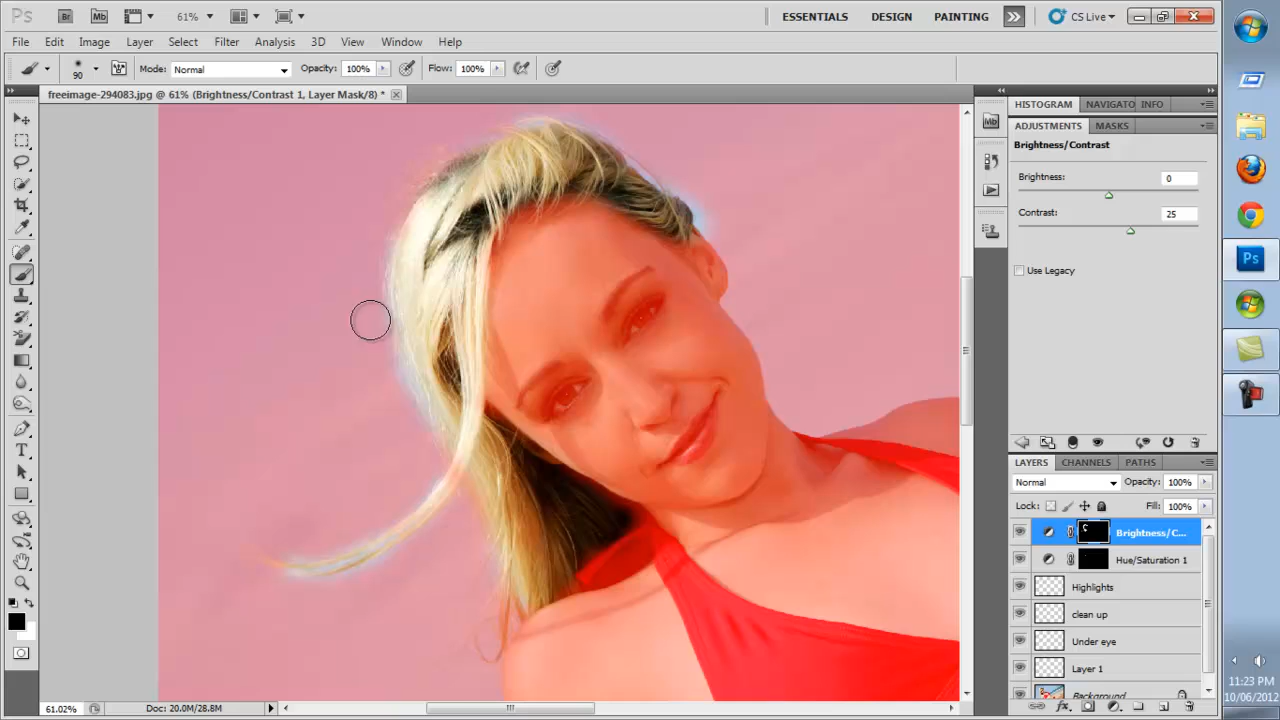 Ps Br Mb 61% ESSENTIALS DESIGN PAINTING CS Live
File Edit Image Layer Select Filter Analysis 3D View Window Help
90 Mode: Normal Opacity: 100% Flow: 100%
freeimage-294083.jpg @ 61% (Brightness/Contrast 1, Layer Mask/8) *
HISTOGRAM NAVIGATO INFO
ADJUSTMENTS MASKS
Mb
Brightness/Contrast
Brightness: 0
Contrast: 25
Use Legacy
Ps
LAYERS CHANNELS PATHS
Normal Opacity: 100%
Lock: Fill: 100%
Brightness/C...
Hue/Saturation 1
Highlights
clean up
Under eye
Layer 1
Background
61.02% Doc: 20.0M/28.8M
11:23 PM
10/06/2012